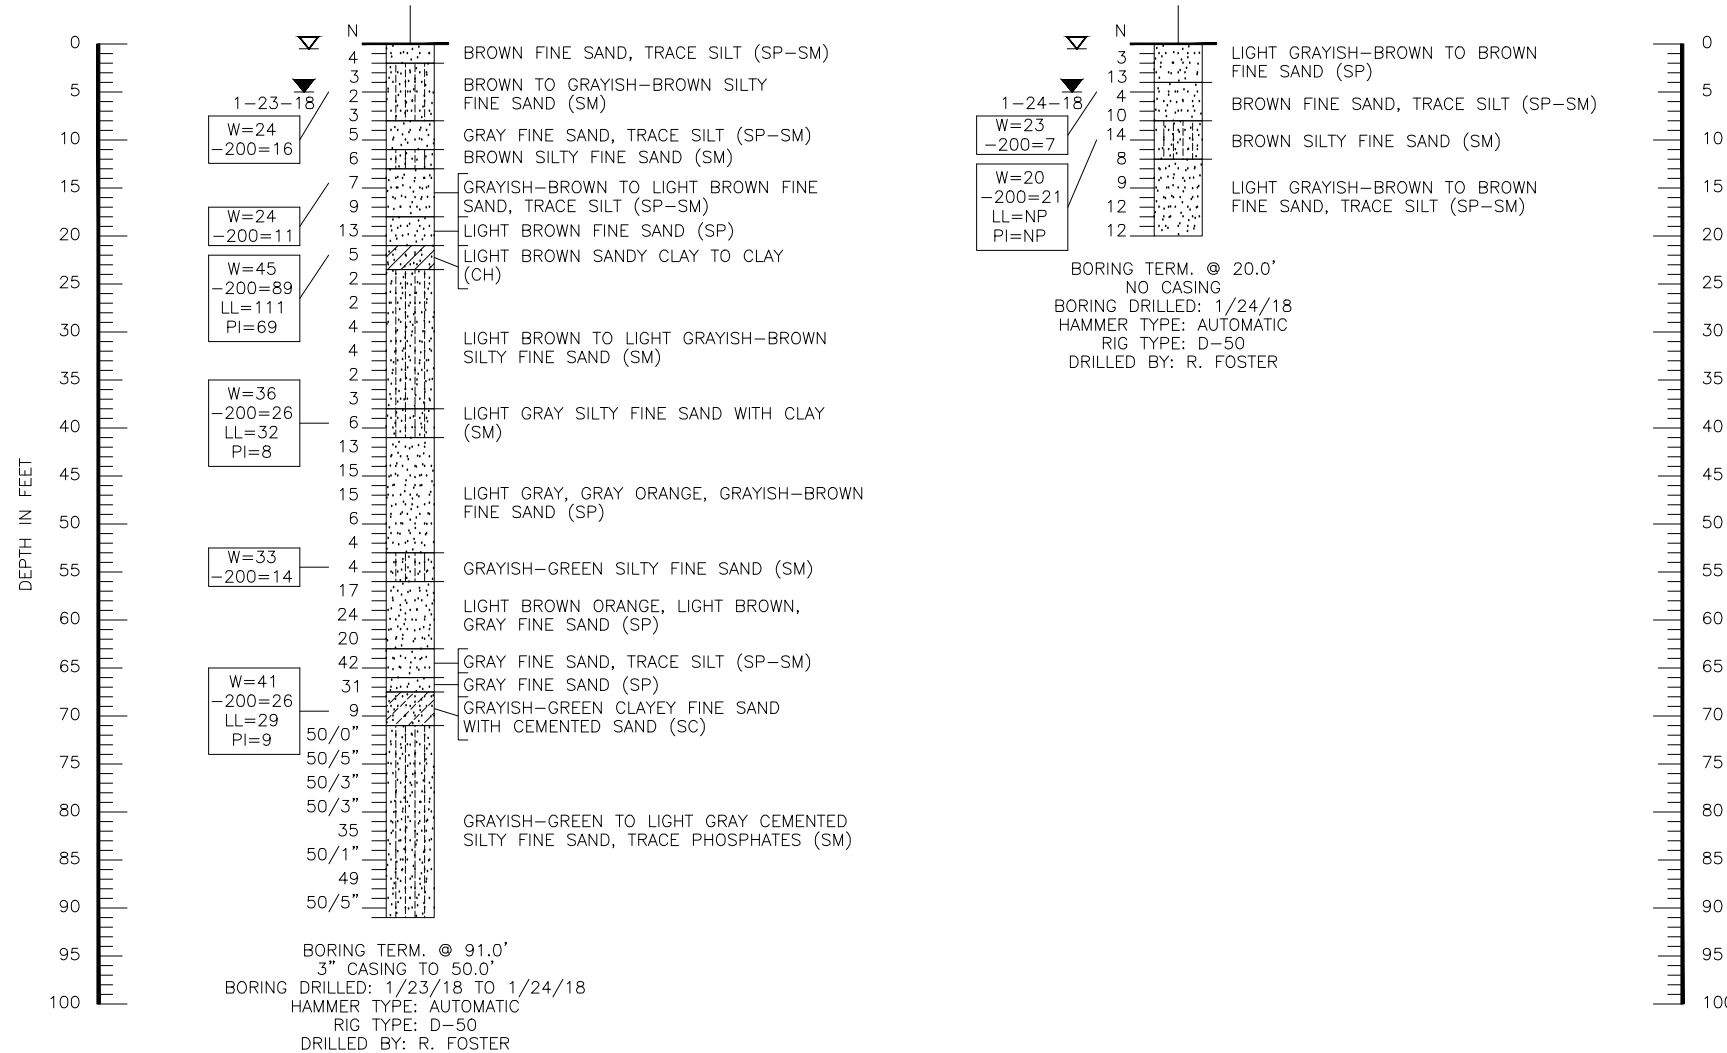 DEPTH IN FEET
0
5
10
15
20
25
30
35
40
45
50
55
60
65
70
75
80
85
90
95
100
1-23-18
W=24
-200=16
W=24
-200=11
W=45
-200=89
LL=111
PI=69
W=36
-200=26
LL=32
PI=8
W=33
-200=14
W=41
-200=26
LL=29
PI=9
N
4
3
2
3
5
6
7
9
13
5
2
2
4
4
2
3
6
13
15
15
6
4
4
17
24
20
42
31
9
50/0"
50/5"
50/3"
50/3"
35
50/1"
49
50/5"
BROWN FINE SAND, TRACE SILT (SP-SM)
BROWN TO GRAYISH-BROWN SILTY
FINE SAND (SM)
GRAY FINE SAND, TRACE SILT (SP-SM)
BROWN SILTY FINE SAND (SM)
GRAYISH-BROWN TO LIGHT BROWN FINE
SAND, TRACE SILT (SP-SM)
LIGHT BROWN FINE SAND (SP)
LIGHT BROWN SANDY CLAY TO CLAY
(CH)
LIGHT BROWN TO LIGHT GRAYISH-BROWN
SILTY FINE SAND (SM)
LIGHT GRAY SILTY FINE SAND WITH CLAY
(SM)
LIGHT GRAY, GRAY ORANGE, GRAYISH-BROWN
FINE SAND (SP)
GRAYISH-GREEN SILTY FINE SAND (SM)
LIGHT BROWN ORANGE, LIGHT BROWN,
GRAY FINE SAND (SP)
GRAY FINE SAND, TRACE SILT (SP-SM)
GRAY FINE SAND (SP)
GRAYISH-GREEN CLAYEY FINE SAND
WITH CEMENTED SAND (SC)
GRAYISH-GREEN TO LIGHT GRAY CEMENTED
SILTY FINE SAND, TRACE PHOSPHATES (SM)
BORING TERM. @ 91.0'
3" CASING TO 50.0'
BORING DRILLED: 1/23/18 TO 1/24/18
HAMMER TYPE: AUTOMATIC
RIG TYPE: D-50
DRILLED BY: R. FOSTER
1-24-18
W=23
-200=7
W=20
-200=21
LL=NP
PI=NP
N
3
13
4
10
14
8
9
12
12
LIGHT GRAYISH-BROWN TO BROWN
FINE SAND (SP)
BROWN FINE SAND, TRACE SILT (SP-SM)
BROWN SILTY FINE SAND (SM)
LIGHT GRAYISH-BROWN TO BROWN
FINE SAND, TRACE SILT (SP-SM)
BORING TERM. @ 20.0'
NO CASING
BORING DRILLED: 1/24/18
HAMMER TYPE: AUTOMATIC
RIG TYPE: D-50
DRILLED BY: R. FOSTER
0
5
10
15
20
25
30
35
40
45
50
55
60
65
70
75
80
85
90
95
100